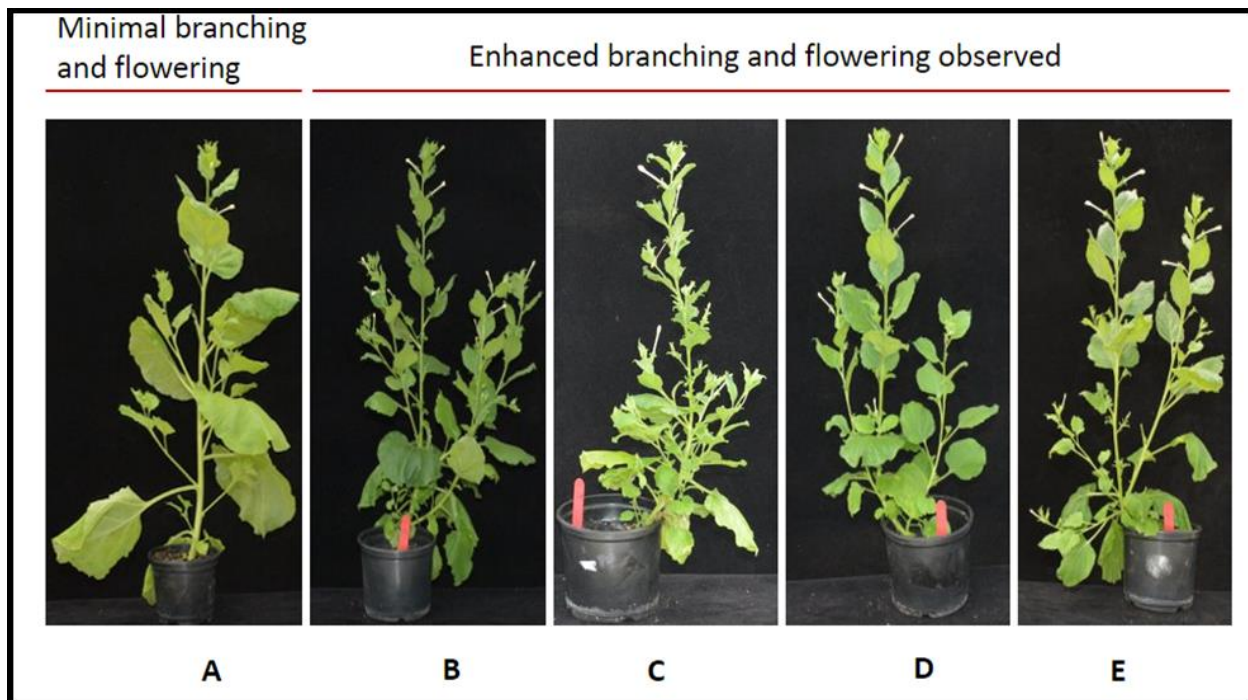 Minimal branching
and flowering
Enhanced branching and flowering observed
A
B
C
D
E